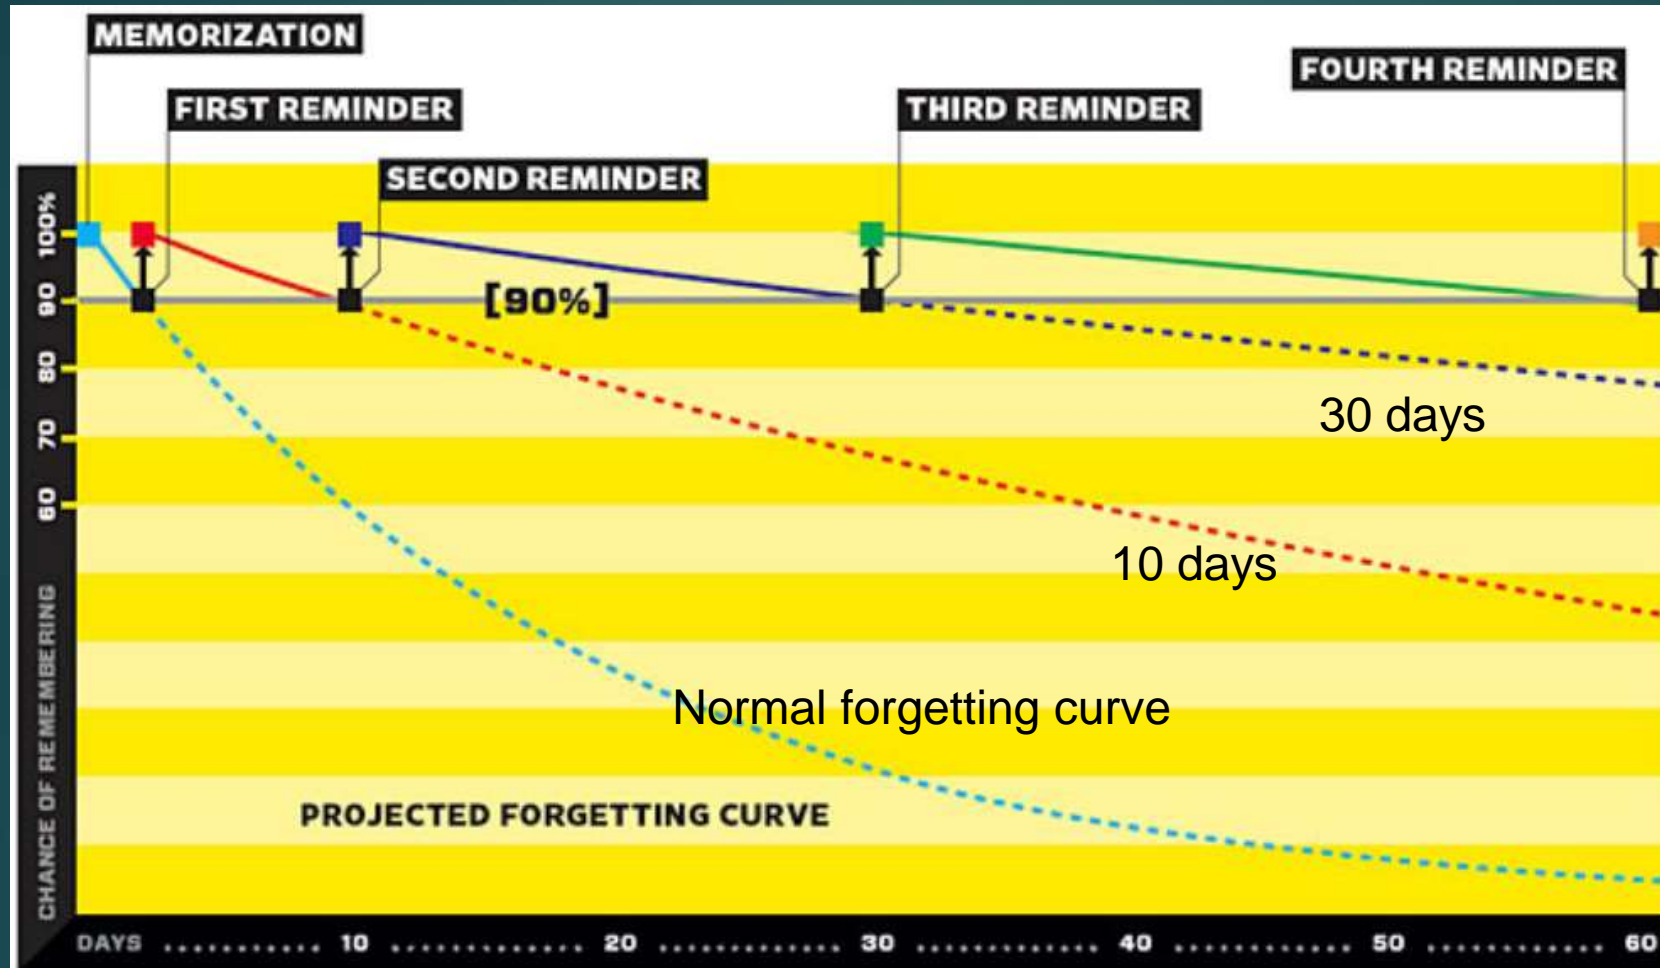 MEMORIZATION
FOURTH REMINDER
FIRST REMINDER
THIRD REMINDER
SECOND REMINDER
100%
90
[90%]
80
30 days
70
60
10 days
Normal forgetting curve
PROJECTED FORGETTING CURVE
CHANCE OF REMEMBERING
DAYS ............ 10 ............... 20 .............. 30 ................ 40 .............. 50 ............ 60